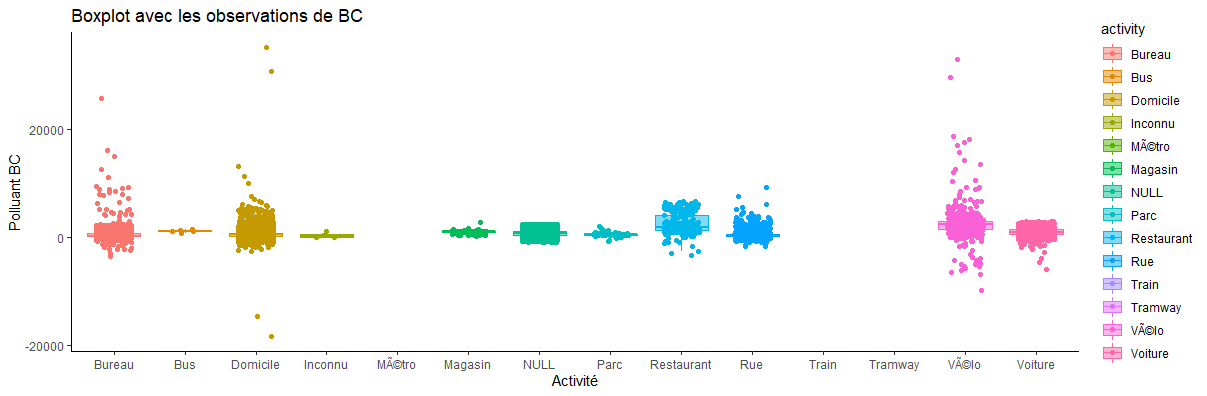 Boxplot avec les observations de BC
Polluant BC
20000
0
-20000
Bureau
Bus
Domicile
Inconnu
MÃ©tro
Magasin
NULL
Parc
Restaurant
Rue
Train
Tramway
VÃ©lo
Voiture
Activité
activity
Bureau
Bus
Domicile
Inconnu
MÃ©tro
Magasin
NULL
Parc
Restaurant
Rue
Train
Tramway
VÃ©lo
Voiture